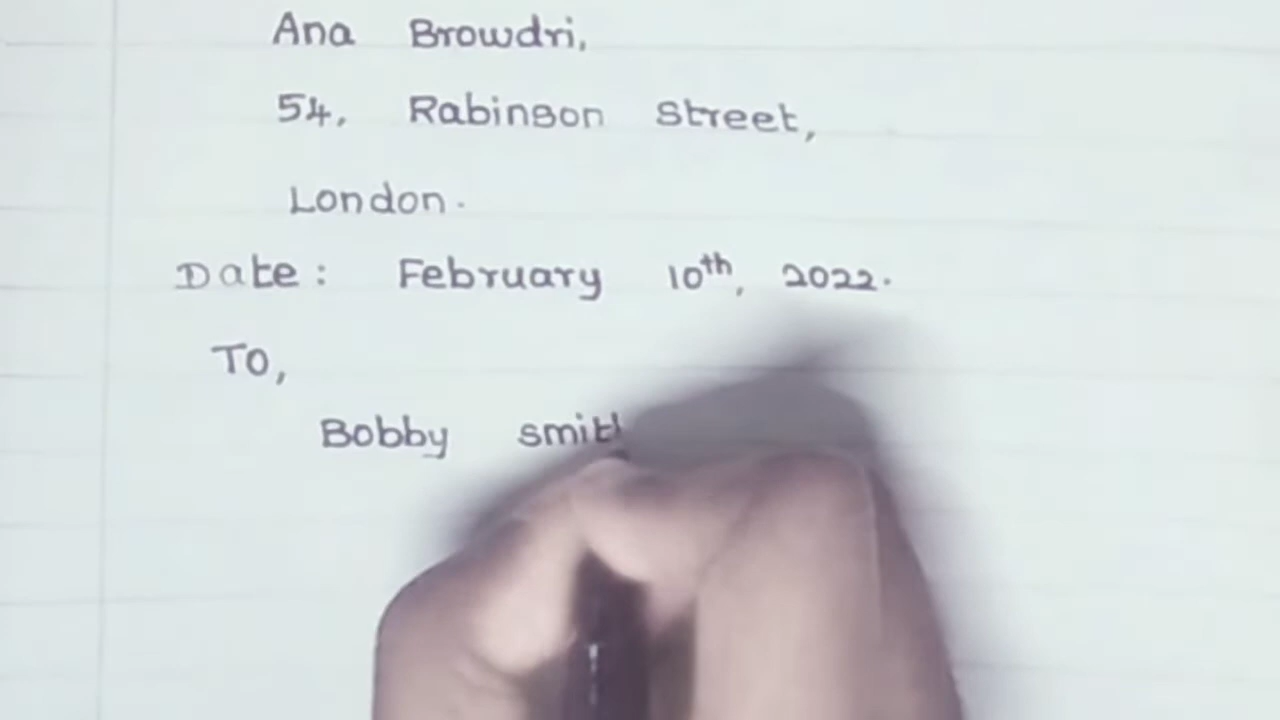 Ana Browdri,
54, Rabinson Street,
London.
Date: February 10th, 2022.
To,
Bobby